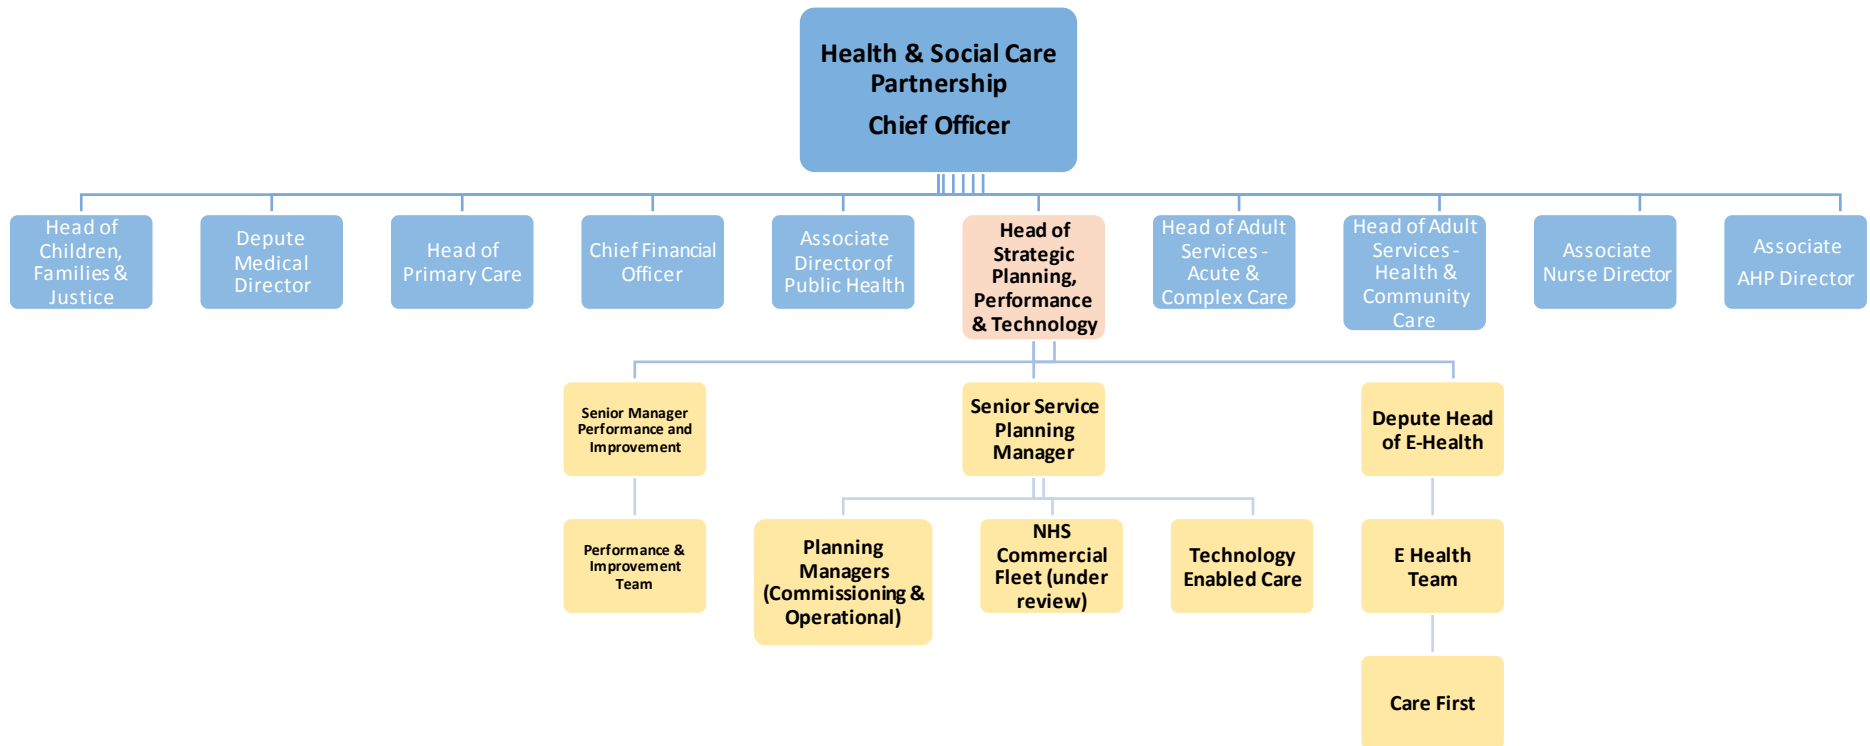 Health & Social Care
Partnership
Chief Officer
Head of
Children,
Families &
Justice
Depute
Medical
Director
Head of
Primary Care
Chief Financial
Officer
Associate
Director of
Public Health
Head of
Strategic
Planning,
Performance
& Technology
Head of Adult
Services -
Acute &
Complex Care
Head of Adult
Services -
Health &
Community
Care
Associate
Nurse Director
Associate
AHP Director
Senior Manager
Performance and
Improvement
Senior Service
Planning
Manager
Depute Head
of E-Health
Performance &
Improvement
Team
Planning
Managers
(Commissioning &
Operational)
NHS
Commercial
Fleet (under
review)
Technology
Enabled Care
E Health
Team
Care First